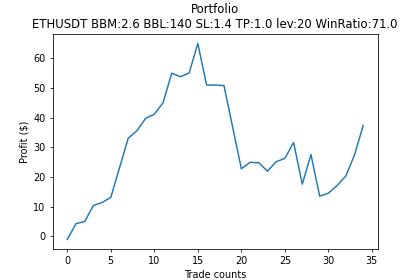 Portfolio
ETHUSDT BBM:2.6 BBL:140 SL:1.4 TP:1.0 lev:20 WinRatio:71.0
60
50
40
30
20
10
0
Profit ($)
0 5 10 15 20 25 30 35
Trade counts